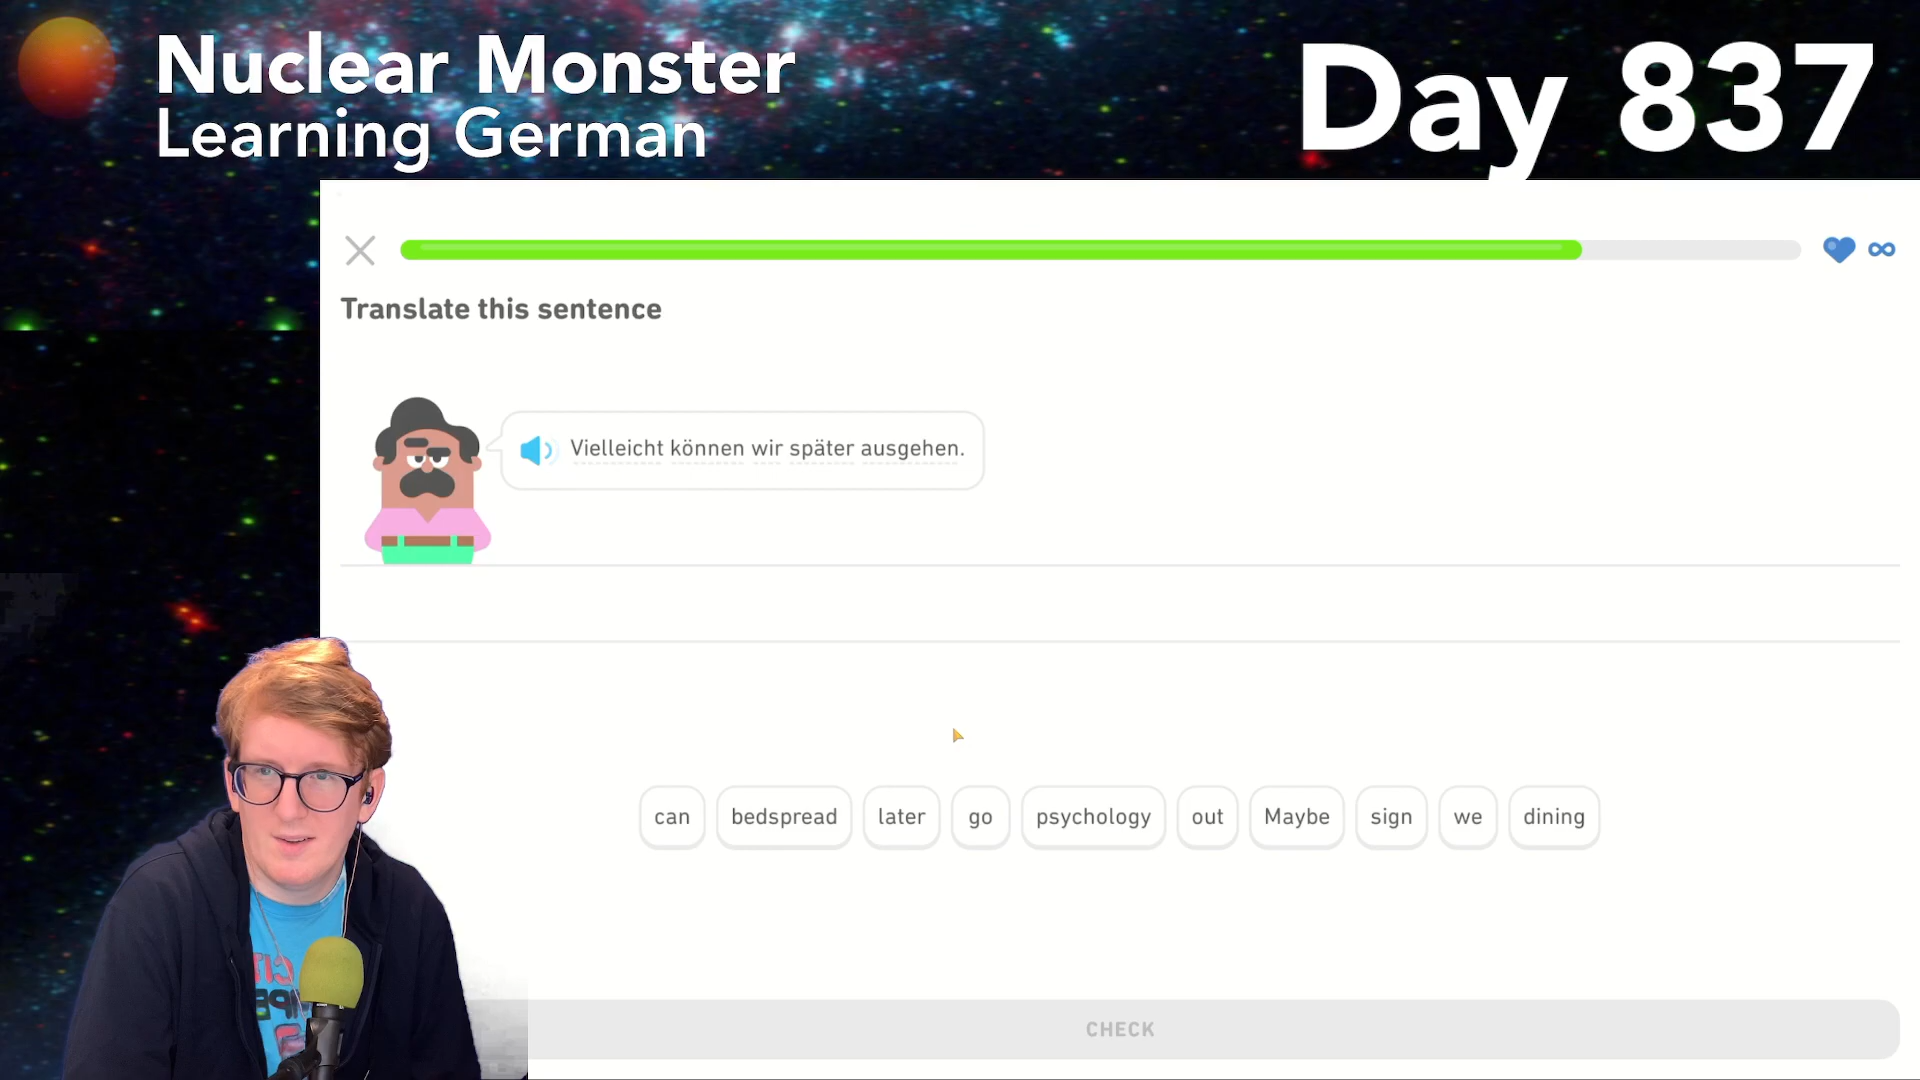 Nuclear Monster
Learning German
Day 837
Translate this sentence
Vielleicht können wir später ausgehen.
can bedspread later go psychology out Maybe sign we dining
CHECK